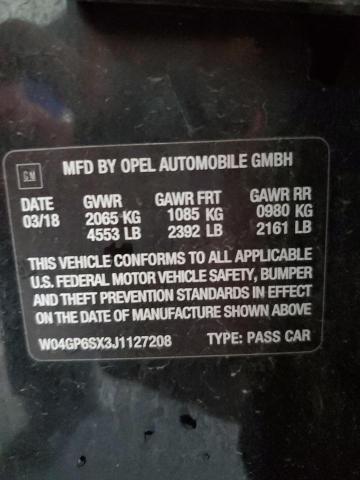 GM
MFD BY OPEL AUTOMOBILE GMBH
DATE GVWR GAWR FRT GAWR RR
03/18 2065 KG 1085 KG 0980 KG
4553 LB 2392 LB 2161 LB
THIS VEHICLE CONFORMS TO ALL APPLICABLE
U.S. FEDERAL MOTOR VEHICLE SAFETY, BUMPER
AND THEFT PREVENTION STANDARDS IN EFFECT
ON THE DATE OF MANUFACTURE SHOWN ABOVE
W04GP6SX3J1127208 TYPE: PASS CAR